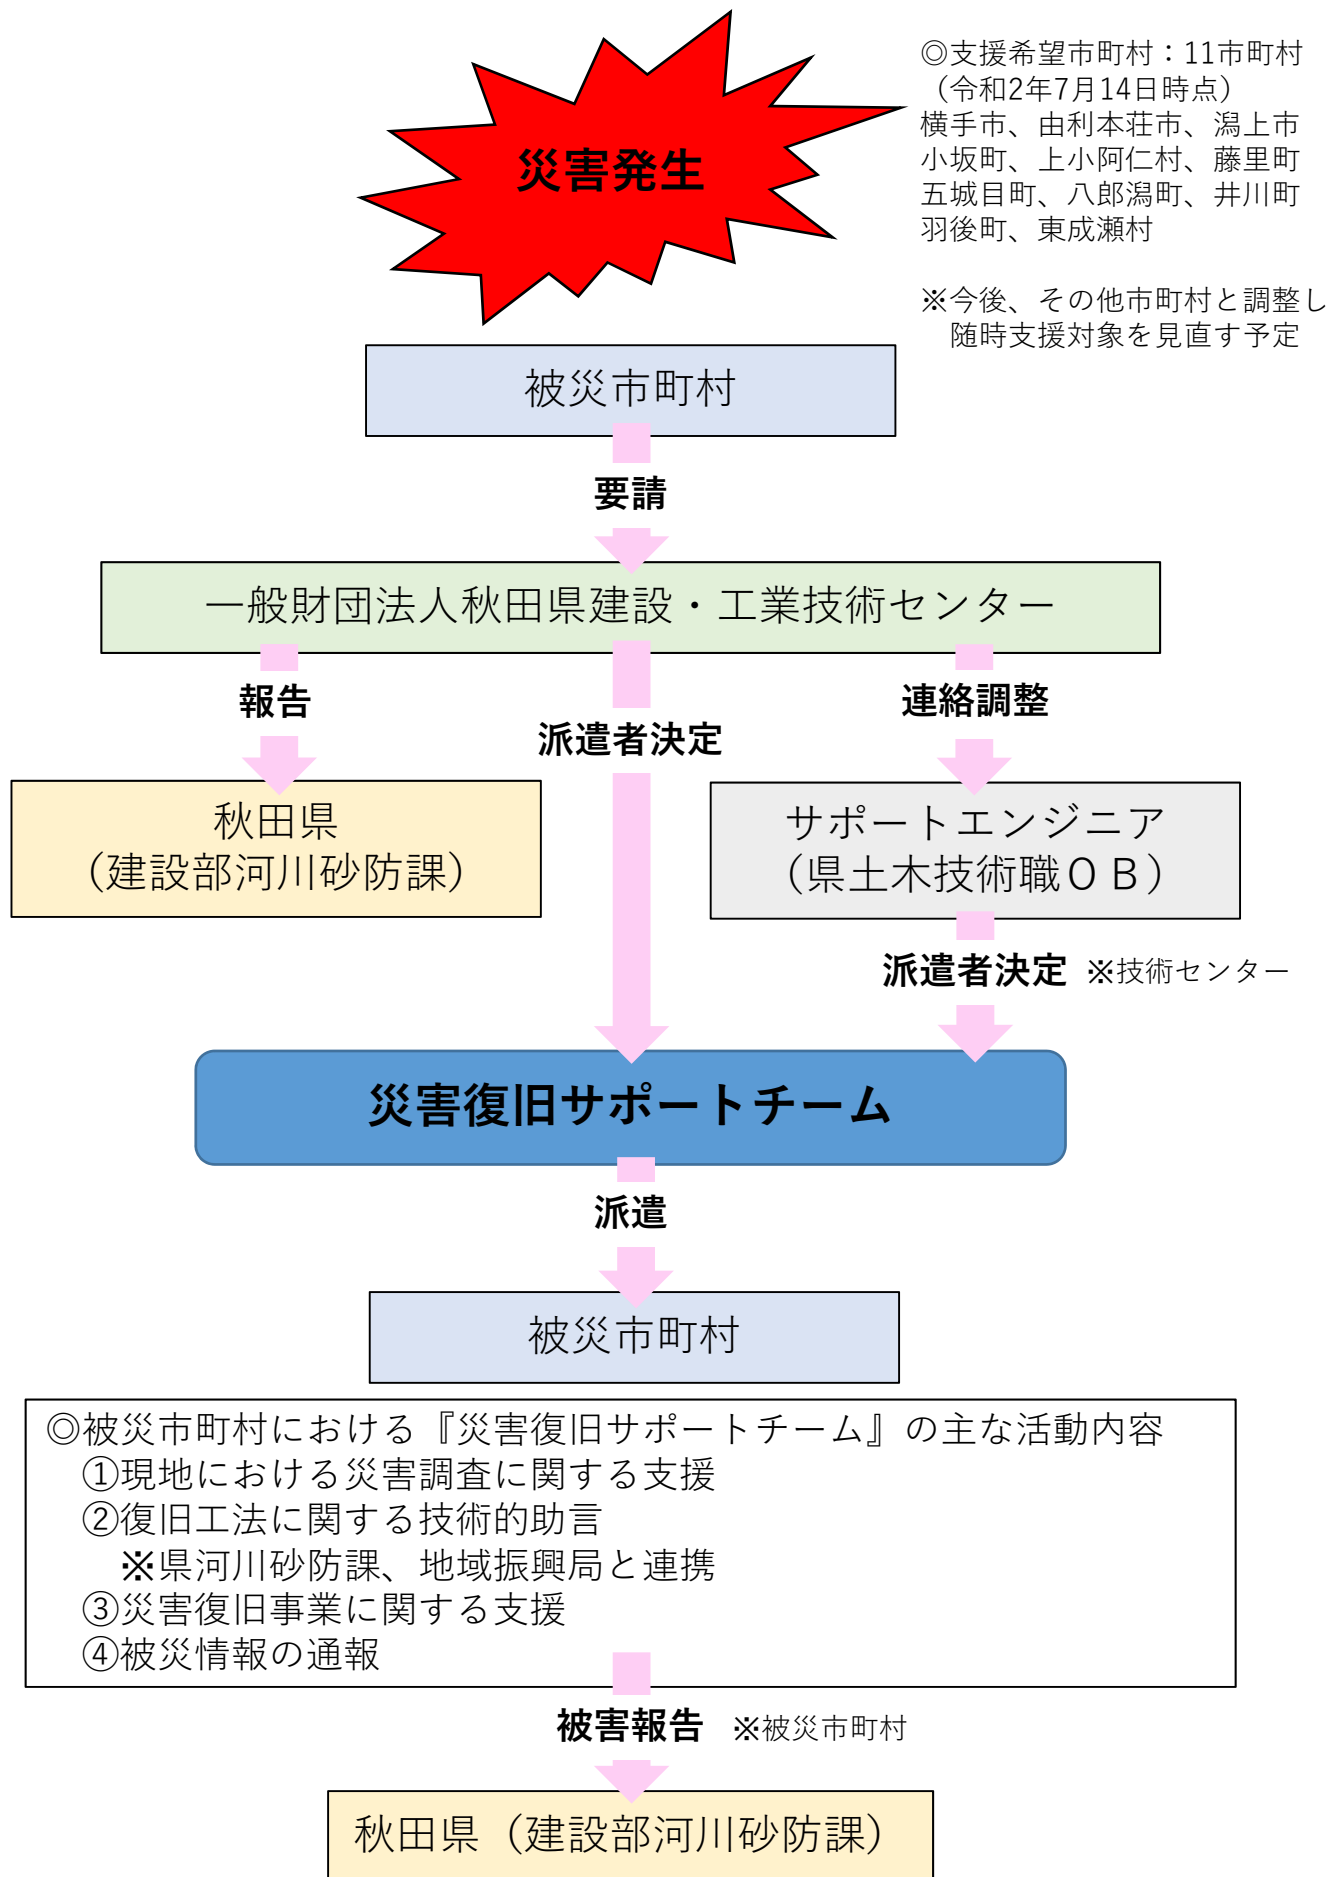 災害発生
◎支援希望市町村：11市町村
（令和2年7月14日時点）
横手市、由利本荘市、潟上市
小坂町、上小阿仁村、藤里町
五城目町、八郎潟町、井川町
羽後町、東成瀬村
※今後、その他市町村と調整し
随時支援対象を見直す予定
被災市町村
要請
一般財団法人秋田県建設・工業技術センター
報告
派遣者決定
連絡調整
秋田県
（建設部河川砂防課）
サポートエンジニア
（県土木技術職ＯＢ）
派遣者決定 ※技術センター
災害復旧サポートチーム
派遣
被災市町村
◎被災市町村における『災害復旧サポートチーム』の主な活動内容
①現地における災害調査に関する支援
②復旧工法に関する技術的助言
※県河川砂防課、地域振興局と連携
③災害復旧事業に関する支援
④被災情報の通報
被害報告 ※被災市町村
秋田県（建設部河川砂防課）